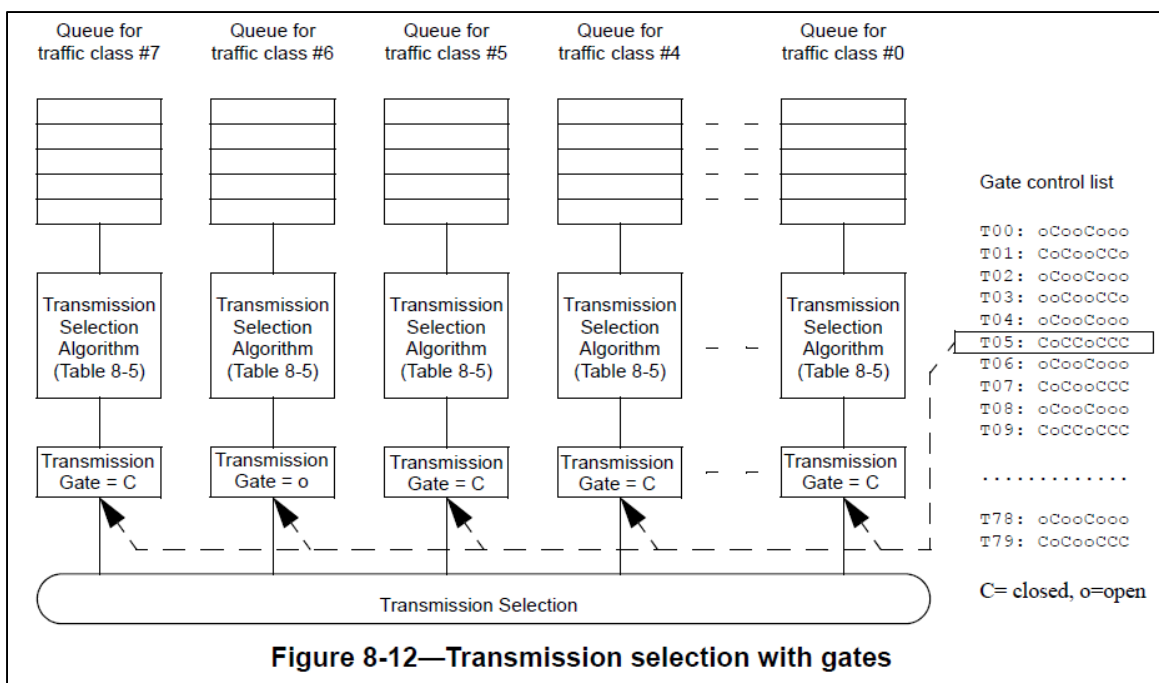 Queue for
traffic class #7
Queue for
traffic class #6
Queue for
traffic class #5
Queue for
traffic class #4
Queue for
traffic class #0
Transmission
Selection
Algorithm
(Table 8-5)
Transmission
Selection
Algorithm
(Table 8-5)
Transmission
Selection
Algorithm
(Table 8-5)
Transmission
Selection
Algorithm
(Table 8-5)
Transmission
Selection
Algorithm
(Table 8-5)
Transmission
Gate = C
Transmission
Gate = o
Transmission
Gate = C
Transmission
Gate = C
Transmission
Gate = C
Transmission Selection
Gate control list
T00: oCooCooo
T01: CoCooCCo
T02: oCooCooo
T03: ooCooCCo
T04: oCooCooo
T05: CoCCoCCC
T06: oCooCooo
T07: CoCooCCC
T08: oCooCooo
T09: CoCCoCCC
.............
T78: oCooCooo
T79: CoCooCCC
C= closed, o=open
Figure 8-12—Transmission selection with gates